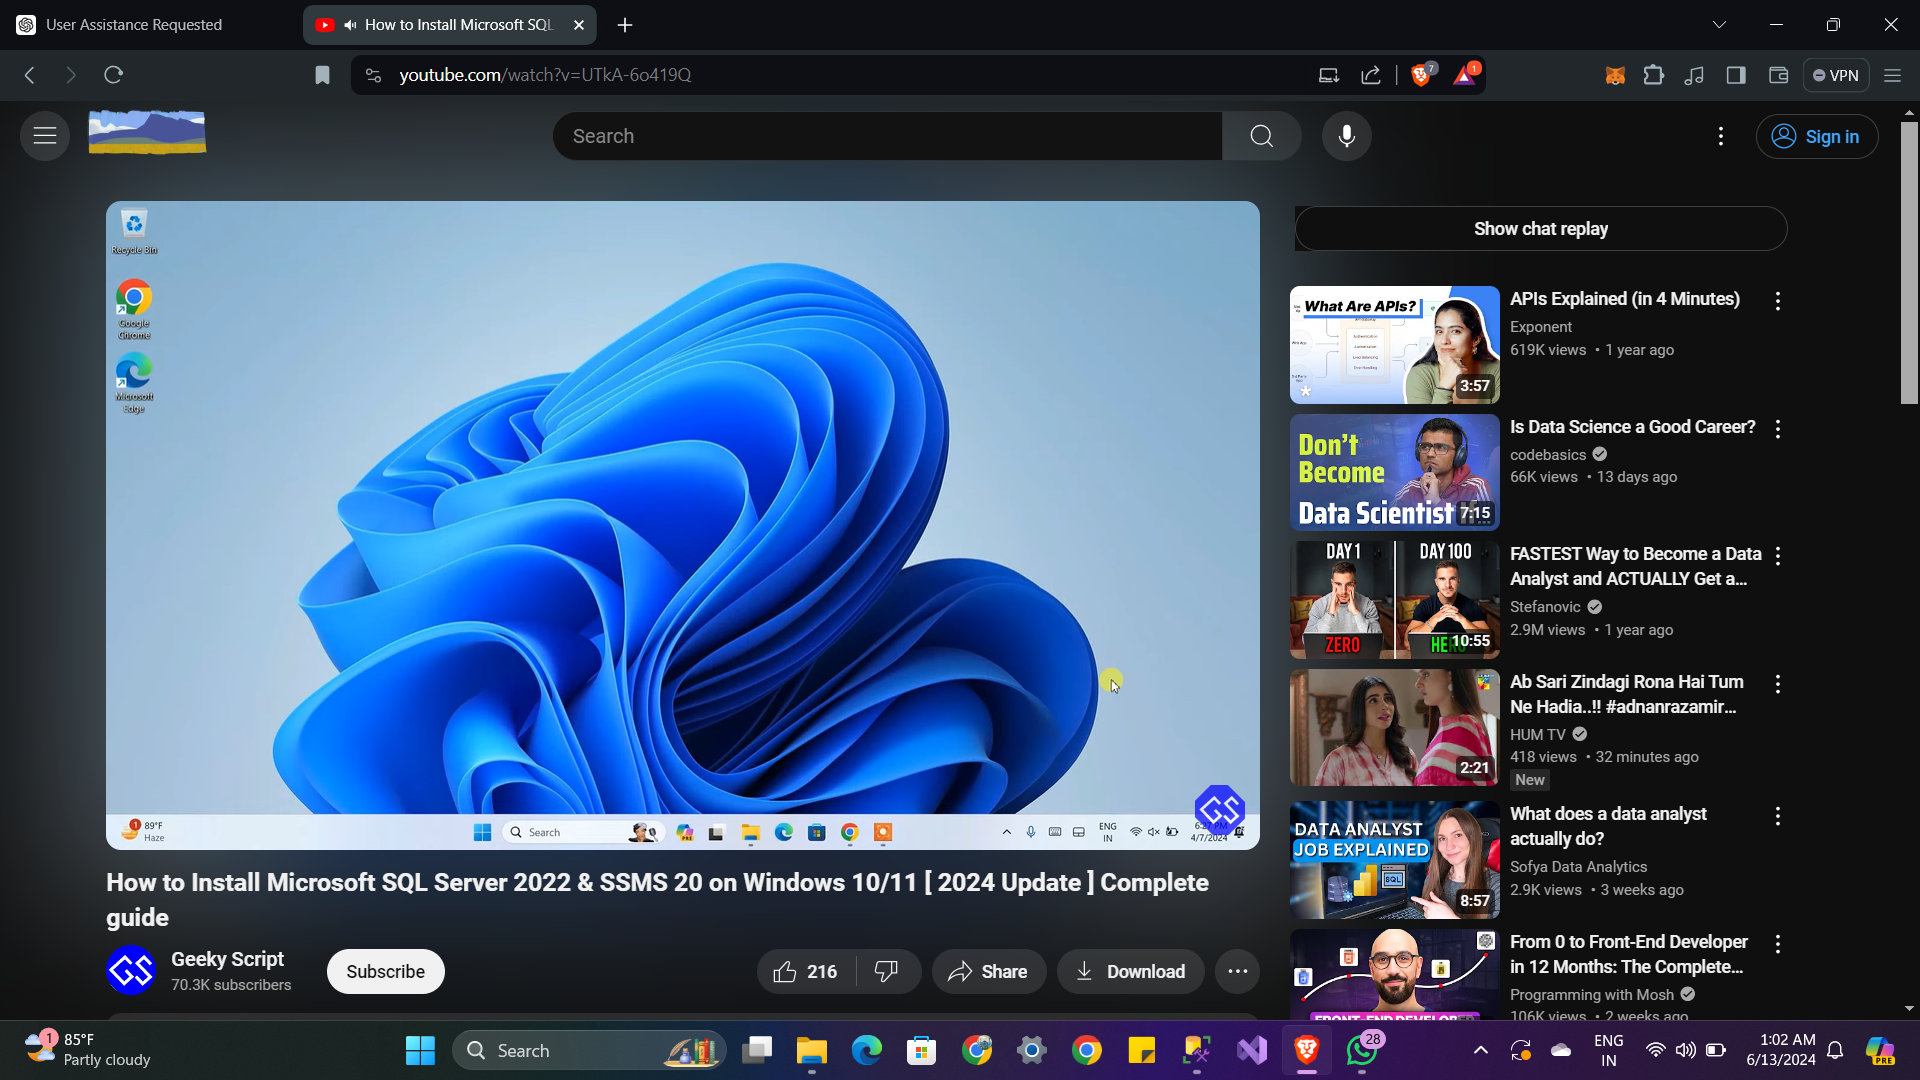 User Assistance Requested
How to Install Microsoft SQL
youtube.com/watch?v=UTkA-6o419Q
7
1
VPN
Search
Sign in
Recycle Bin
Google
Chrome
Microsoft
Edge
1
89°F
Haze
Search
ENG
IN
4/7/2024
GS
How to Install Microsoft SQL Server 2022 & SSMS 20 on Windows 10/11 [ 2024 Update ] Complete
guide
GS
Geeky Script
70.3K subscribers
Subscribe
216
Share
Download
Show chat replay
What Are APIs?
3:57
APIs Explained (in 4 Minutes)
Exponent
619K views • 1 year ago
Don't
Become
Data Scientist
7:15
Is Data Science a Good Career?
codebasics
66K views • 13 days ago
DAY 1
DAY 100
ZERO
10:55
FASTEST Way to Become a Data
Analyst and ACTUALLY Get a...
Stefanovic
2.9M views • 1 year ago
2:21
Ab Sari Zindagi Rona Hai Tum
Ne Hadia..!! #adnanrazamir...
HUM TV
418 views • 32 minutes ago
New
DATA ANALYST
JOB EXPLAINED
SQL
8:57
What does a data analyst
actually do?
Sofya Data Analytics
2.9K views • 3 weeks ago
From 0 to Front-End Developer
in 12 Months: The Complete...
Programming with Mosh
106K views • 2 weeks ago
1
85°F
Partly cloudy
Search
28
ENG
IN
1:02 AM
6/13/2024
PRE